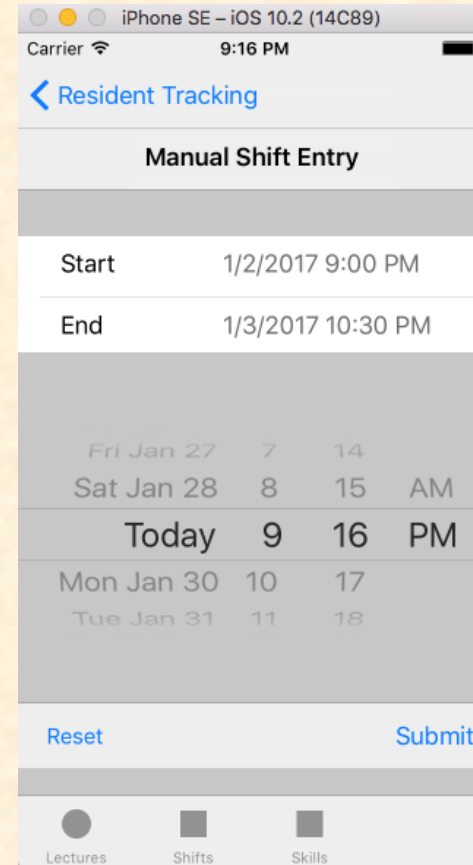 iPhone SE – iOS 10.2 (14C89)
Carrier 9:16 PM
Resident Tracking
Manual Shift Entry
Start 1/2/2017 9:00 PM
End 1/3/2017 10:30 PM
Fri Jan 27 7 14
Sat Jan 28 8 15 AM
Today 9 16 PM
Mon Jan 30 10 17
Tue Jan 31 11 18
Reset Submit
Lectures Shifts Skills